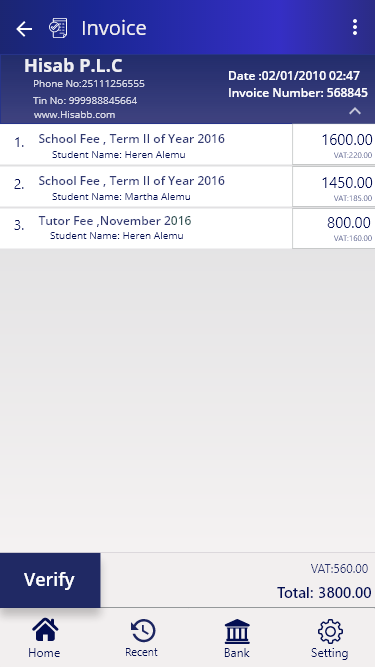 Invoice
Hisab P.L.C
Phone No:25111256555
Tin No: 999988845664
www.Hisabb.com
Date :02/01/2010 02:47
Invoice Number: 568845
1. School Fee , Term II of Year 2016 1600.00
Student Name: Heren Alemu VAT:220.00
2. School Fee , Term II of Year 2016 1450.00
Student Name: Martha Alemu VAT:185.00
3. Tutor Fee ,November 2016 800.00
Student Name: Heren Alemu VAT:160.00
VAT:560.00
Verify Total: 3800.00
Home Recent Bank Setting